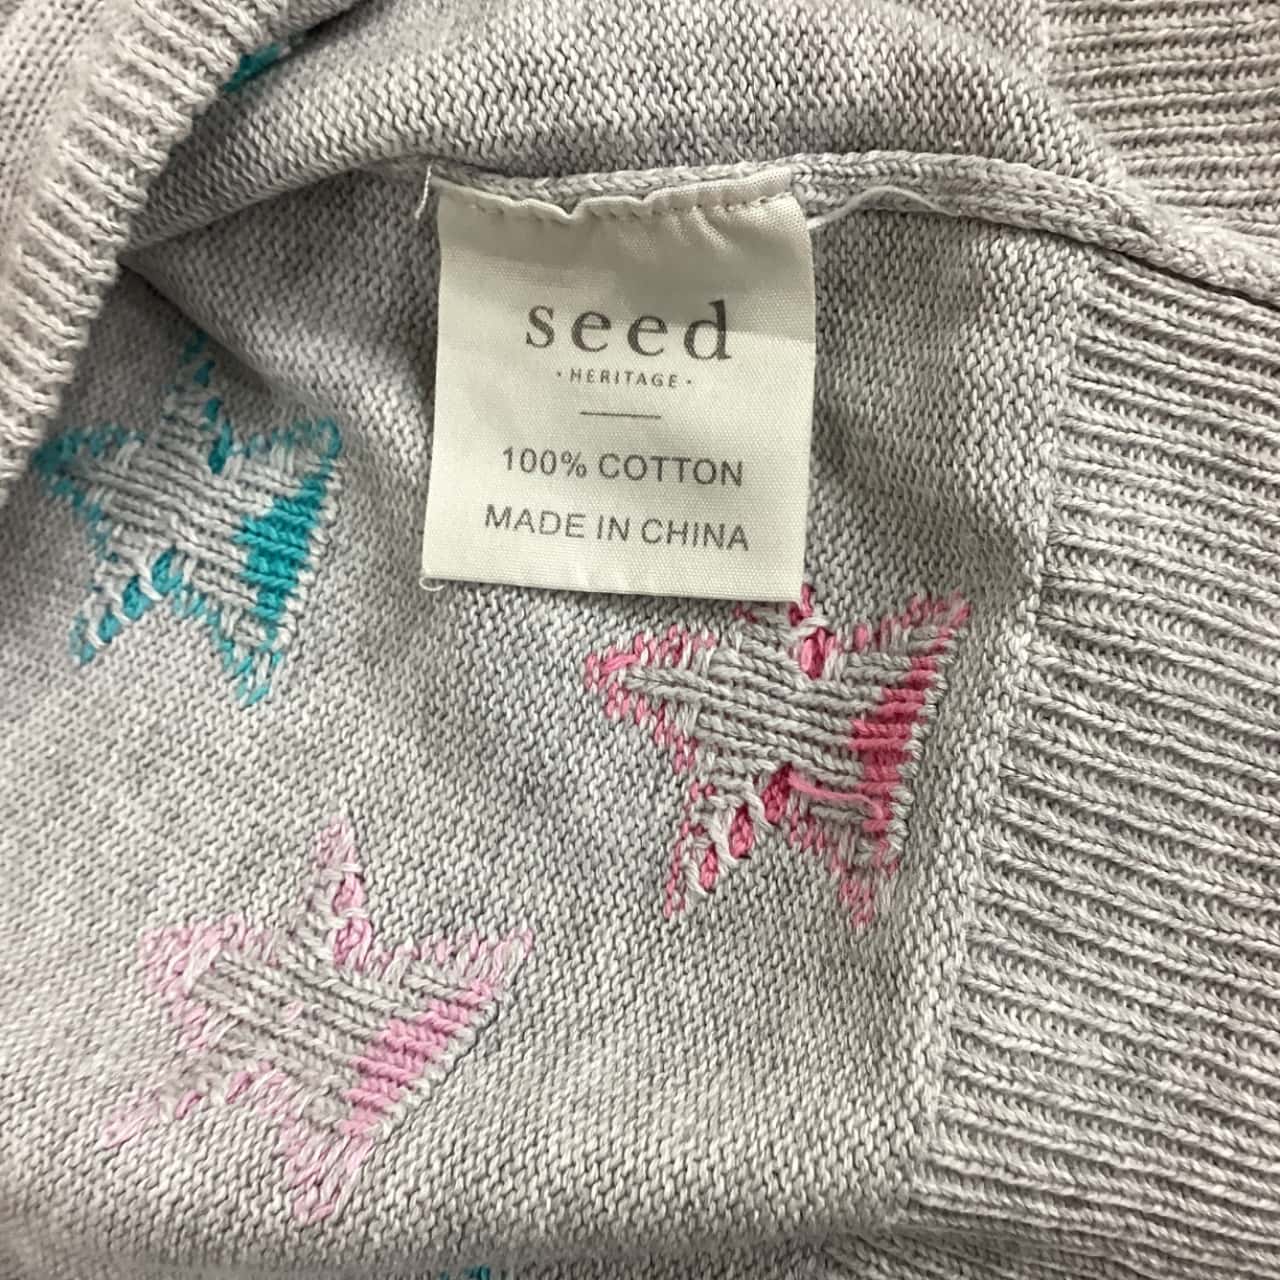 seed
· HERITAGE ·
100% COTTON
MADE IN CHINA